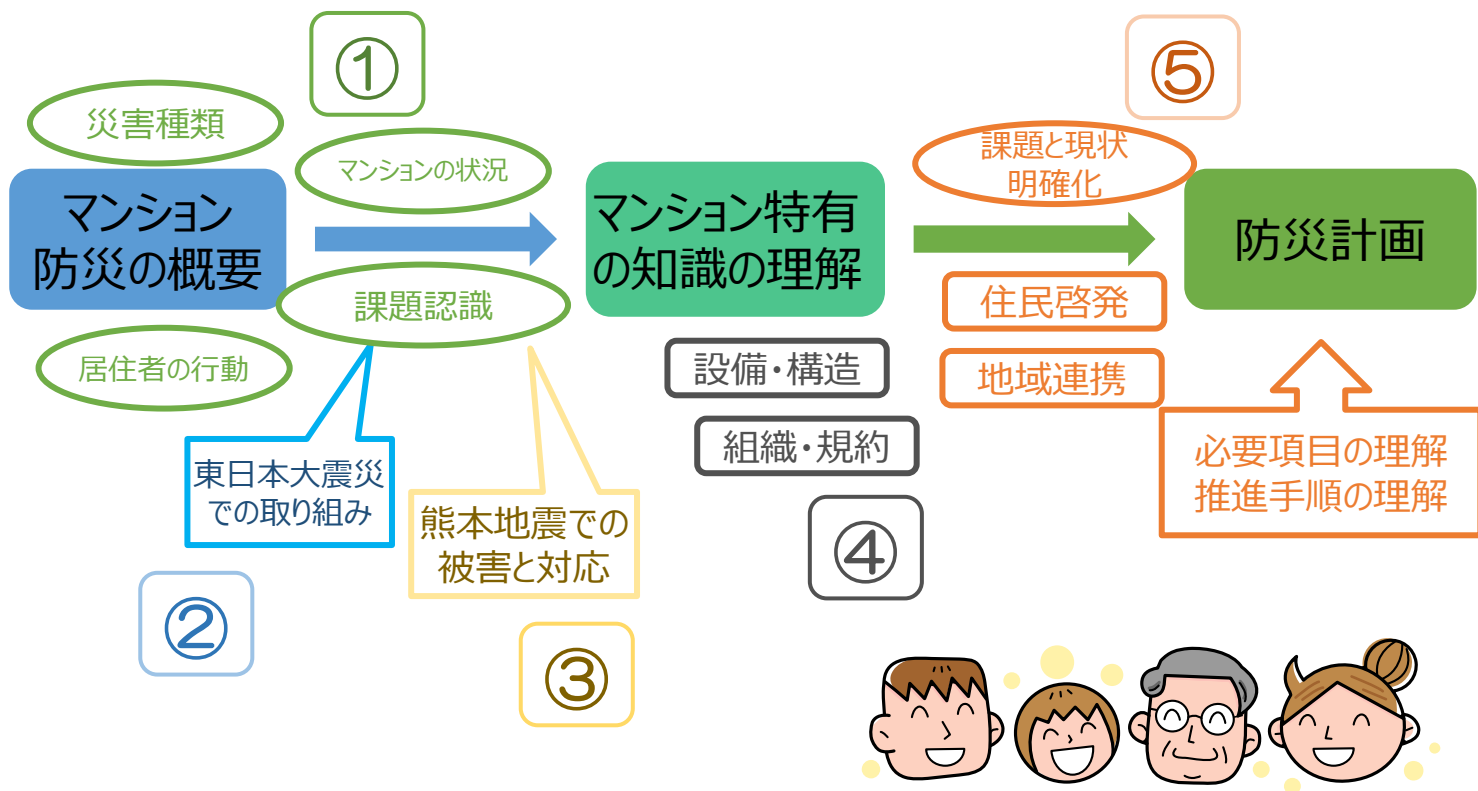 ①
災害種類
マンションの状況
マンション
防災の概要
課題認識
居住者の行動
東日本大震災
での取り組み
②
熊本地震での
被害と対応
③
マンション特有
の知識の理解
設備・構造
組織・規約
④
⑤
課題と現状
明確化
住民啓発
地域連携
防災計画
必要項目の理解
推進手順の理解